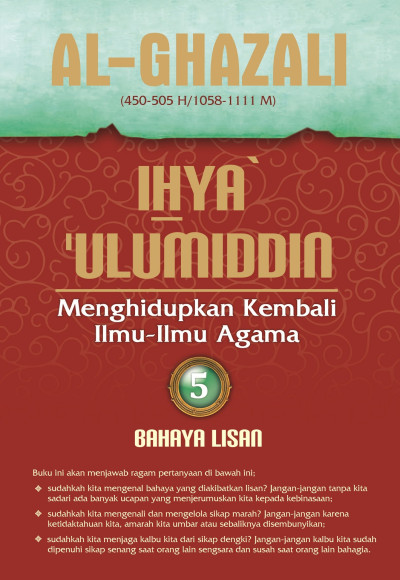 AL-GHAZALI
(450-505 H/1058-1111 M)
IHYA`
'ULUMIDDIN
Menghidupkan Kembali
Ilmu-Ilmu Agama
5
BAHAYA LISAN
Buku ini akan menjawab ragam pertanyaan di bawah ini;
❖ sudahkah kita mengenal bahaya yang diakibatkan lisan? Jangan-jangan tanpa kita
sadari ada banyak ucapan yang menjerumuskan kita kepada kebinasaan;
❖ sudahkah kita mengenali dan mengelola sikap marah? Jangan-jangan karena
ketidaktahuan kita, amarah kita umbar atau sebaliknya disembunyikan;
❖ sudahkah kita menjaga kalbu kita dari sikap dengki? Jangan-jangan kalbu kita sudah
dipenuhi sikap senang saat orang lain sengsara dan susah saat orang lain bahagia.